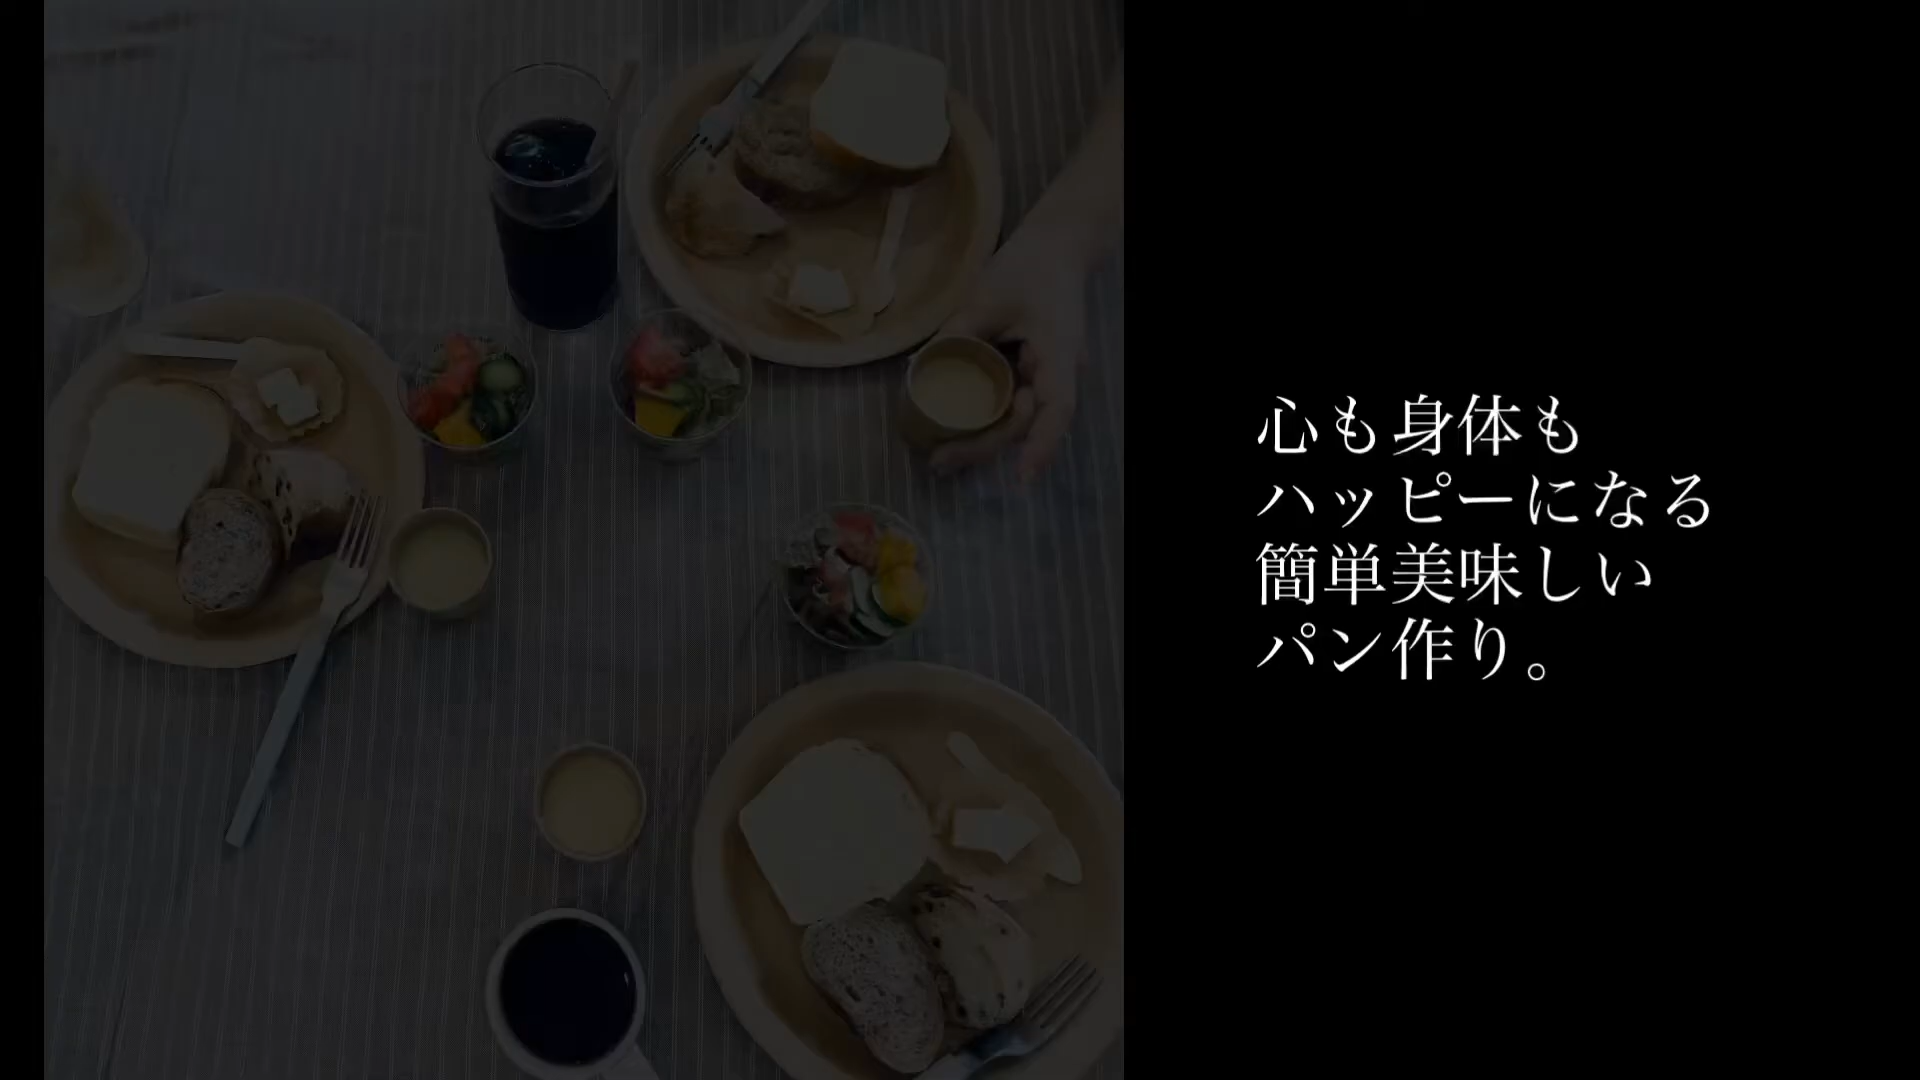 心も身体も
ハッピーになる
簡単美味しい
パン作り。